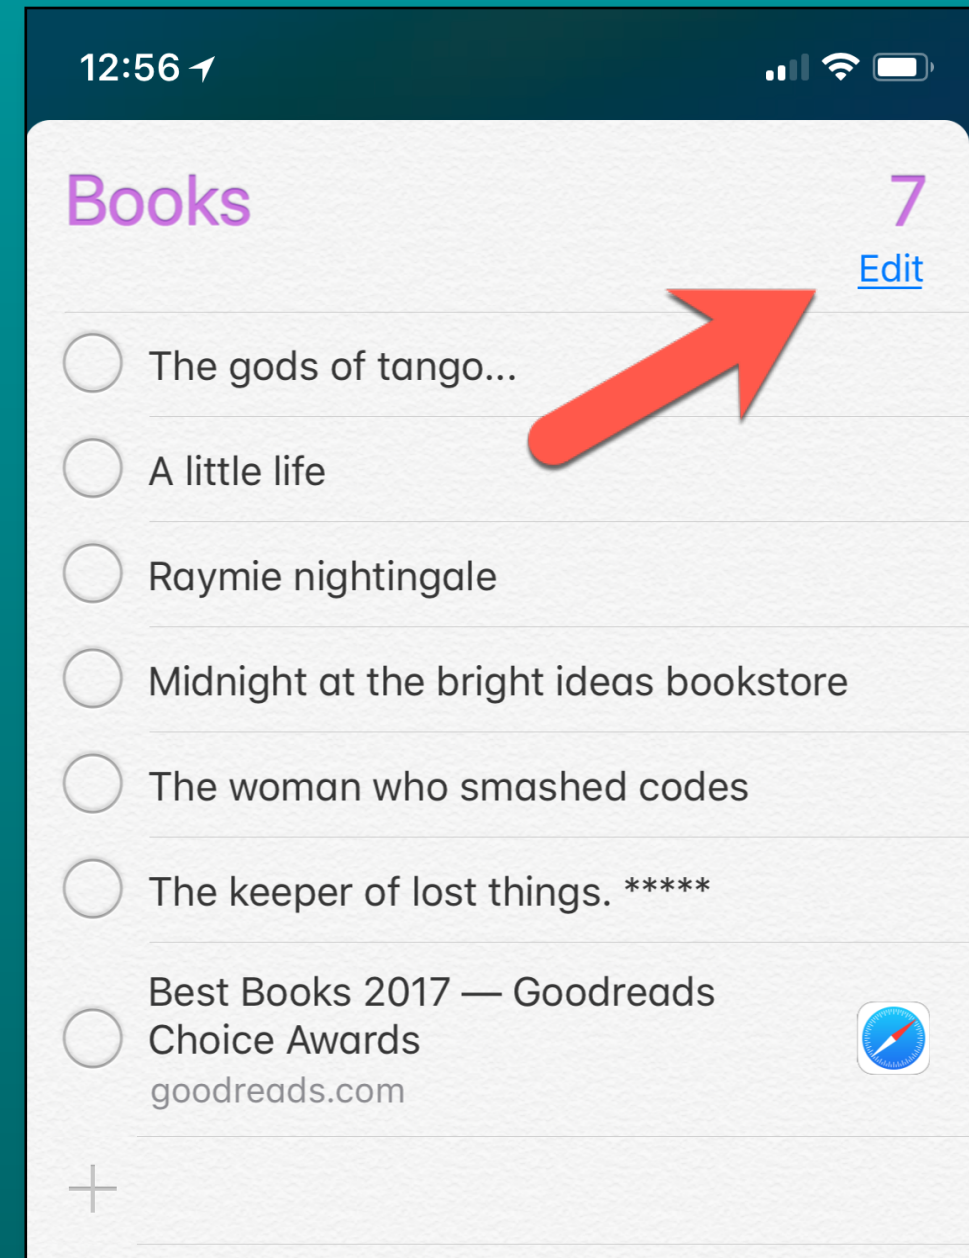 12:56
Books
7
Edit
The gods of tango...
A little life
Raymie nightingale
Midnight at the bright ideas bookstore
The woman who smashed codes
The keeper of lost things. *****
Best Books 2017 — Goodreads
Choice Awards
goodreads.com